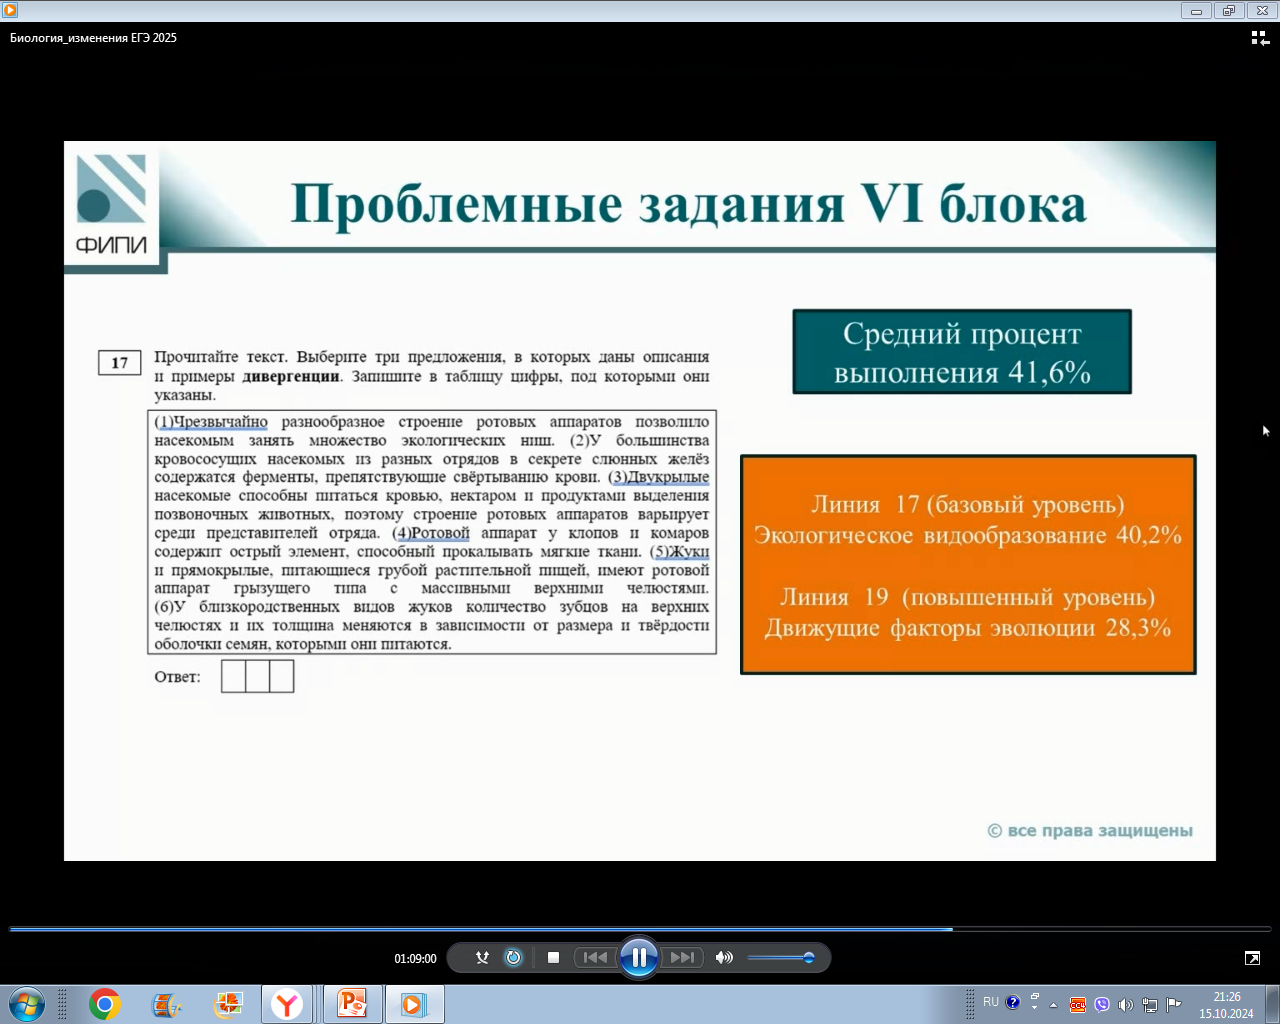 Биология_изменения ЕГЭ 2025
ФИПИ
Проблемные задания VI блока
17
Прочитайте текст. Выберите три предложения, в которых даны описания
и примеры дивергенции. Запишите в таблицу цифры, под которыми они
указаны.
(1)Чрезвычайно разнообразное строение ротовых аппаратов позволило
насекомым занять множество экологических ниш. (2)У большинства
кровососущих насекомых из разных отрядов в секрете слюнных желёз
содержатся ферменты, препятствующие свёртыванию крови. (3)Двукрылые
насекомые способны питаться кровью, нектаром и продуктами выделения
позвоночных животных, поэтому строение ротовых аппаратов варьирует
среди представителей отряда. (4)Ротовой аппарат у клопов и комаров
содержит острый элемент, способный прокалывать мягкие ткани. (5)Жуки
и прямокрылые, питающиеся грубой растительной пищей, имеют ротовой
аппарат грызущего типа с массивными верхними челюстями.
(6)У близкородственных видов жуков количество зубцов на верхних
челюстях и их толщина меняются в зависимости от размера и твёрдости
оболочки семян, которыми они питаются.
Ответ:
Средний процент
выполнения 41,6%
Линия 17 (базовый уровень)
Экологическое видообразование 40,2%
Линия 19 (повышенный уровень)
Движущие факторы эволюции 28,3%
© все права защищены
01:09:00
RU
21:26
15.10.2024